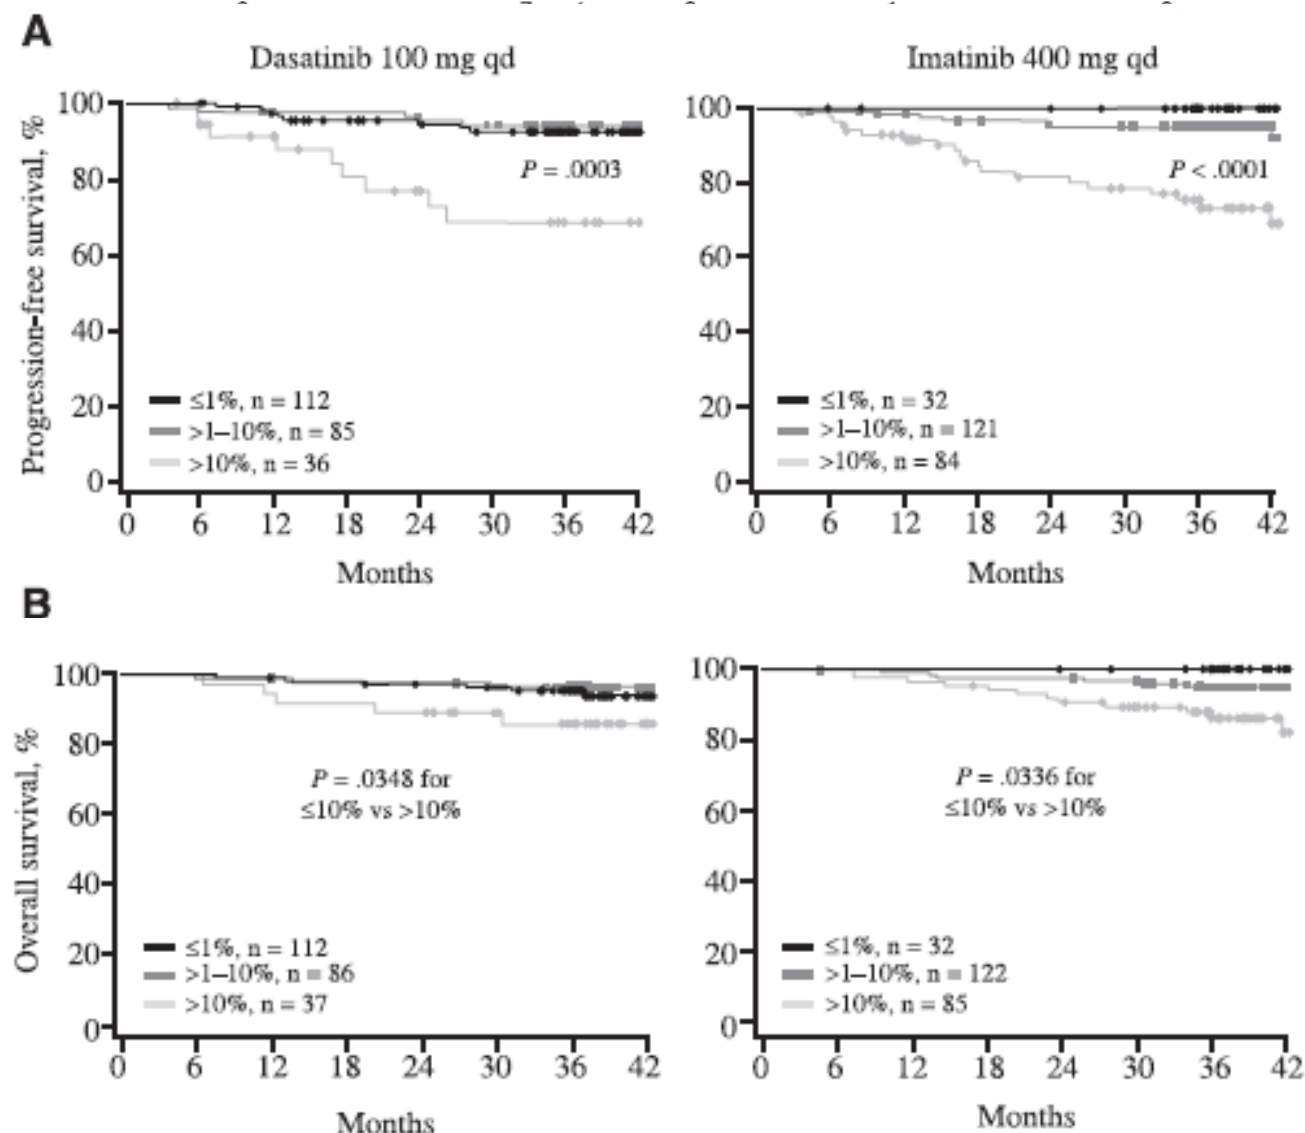 A
Dasatinib 100 mg qd
Imatinib 400 mg qd
Progression-free survival, %
100
80
60
40
20
0
P = .0003
≤1%, n = 112
>1–10%, n = 85
>10%, n = 36
0 6 12 18 24 30 36 42
Months
100
80
60
40
20
0
P < .0001
≤1%, n = 32
>1–10%, n = 121
>10%, n = 84
0 6 12 18 24 30 36 42
Months
B
Overall survival, %
100
80
60
40
20
0
P = .0348 for
≤10% vs >10%
≤1%, n = 112
>1–10%, n = 86
>10%, n = 37
0 6 12 18 24 30 36 42
Months
100
80
60
40
20
0
P = .0336 for
≤10% vs >10%
≤1%, n = 32
>1–10%, n = 122
>10%, n = 85
0 6 12 18 24 30 36 42
Months